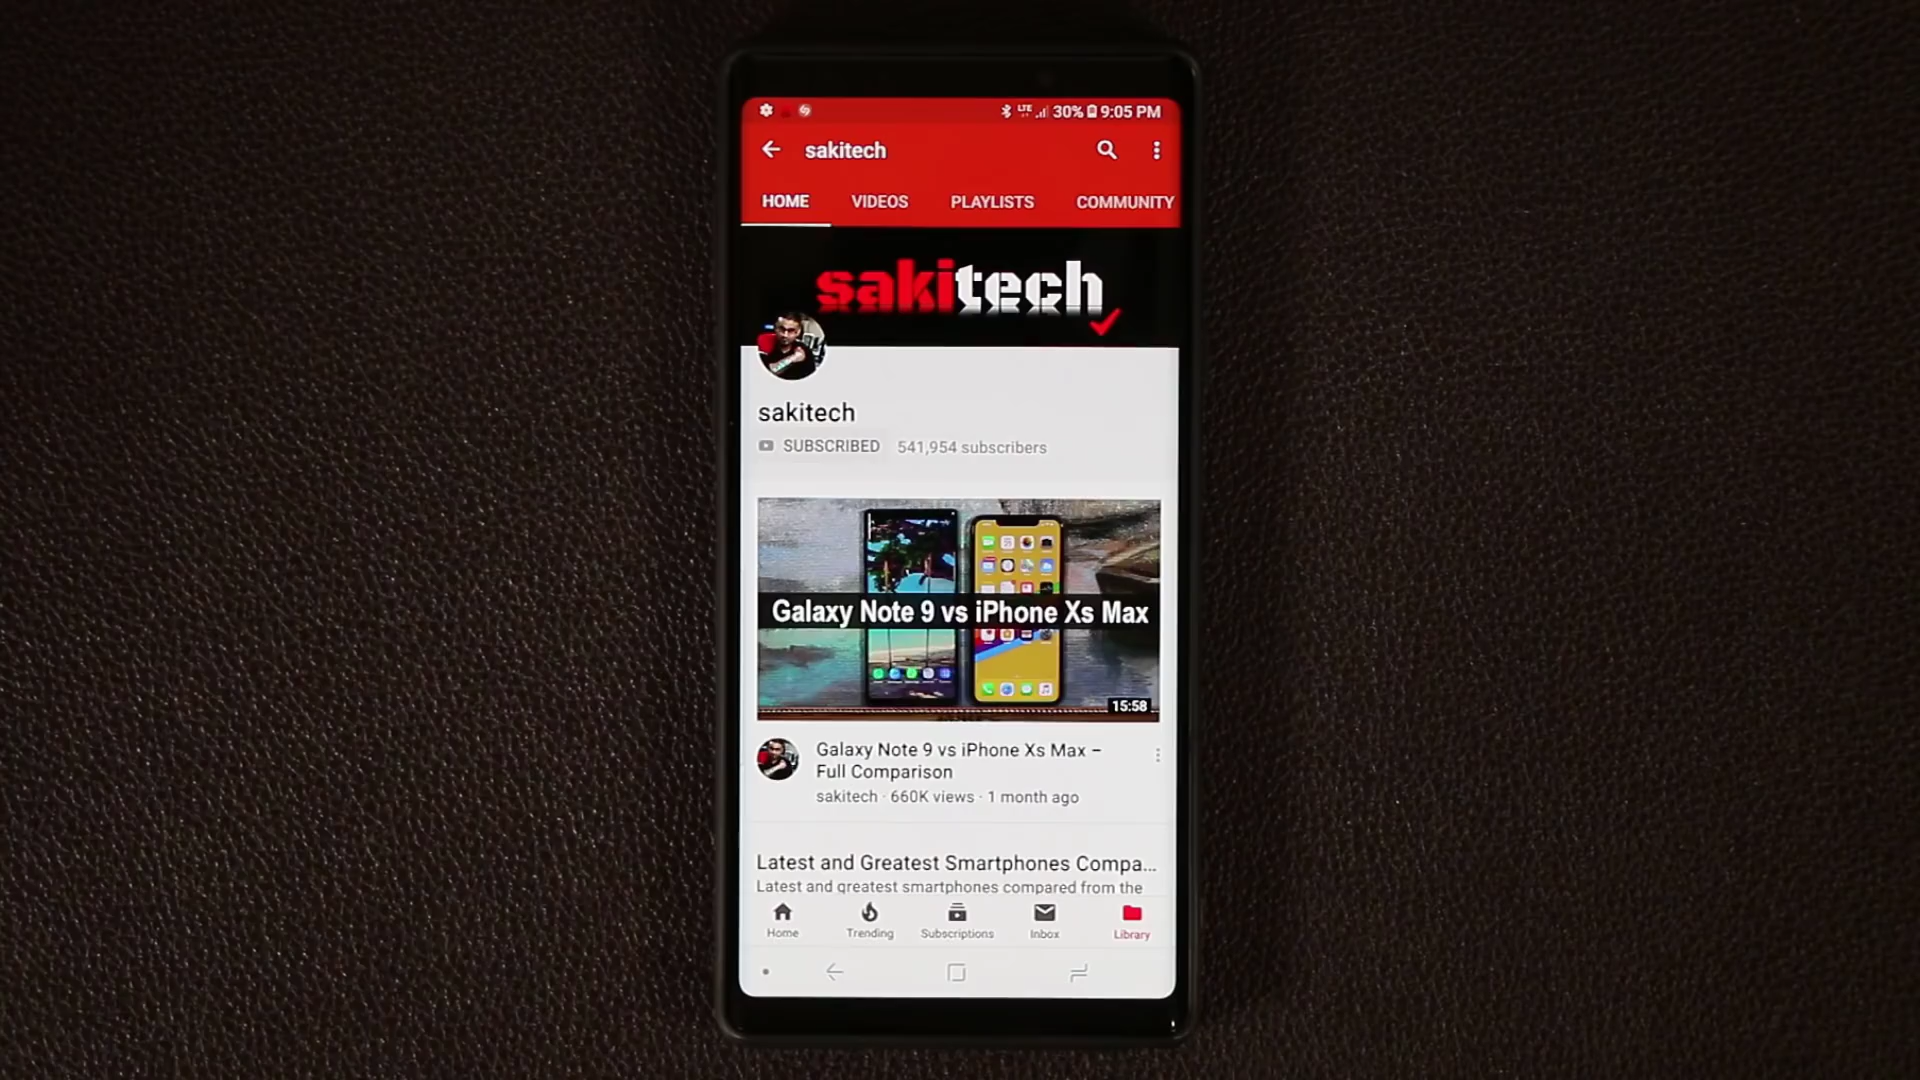 LTE 30% 9:05 PM
sakitech
HOME VIDEOS PLAYLISTS COMMUNITY
sakitech
sakitech
SUBSCRIBED 541,954 subscribers
Galaxy Note 9 vs iPhone Xs Max
15:58
Galaxy Note 9 vs iPhone Xs Max –
Full Comparison
sakitech · 660K views · 1 month ago
Latest and Greatest Smartphones Compa...
Latest and greatest smartphones compared from the
Home Trending Subscriptions Inbox Library